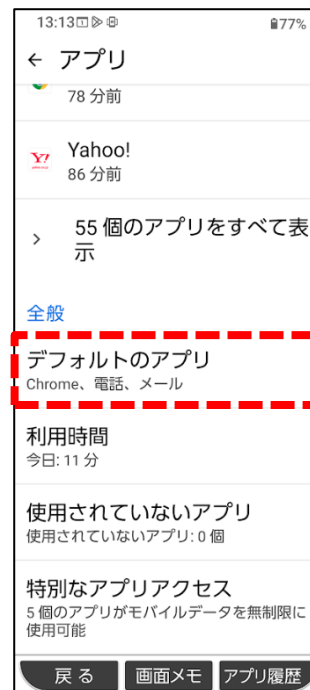 13:13 77%
← アプリ
78 分前
Yahoo!
86 分前
55 個のアプリをすべて表
示
全般
デフォルトのアプリ
Chrome、電話、メール
利用時間
今日: 11 分
使用されていないアプリ
使用されていないアプリ: 0 個
特別なアプリアクセス
5 個のアプリがモバイルデータを無制限に
使用可能
戻る 画面メモ アプリ履歴